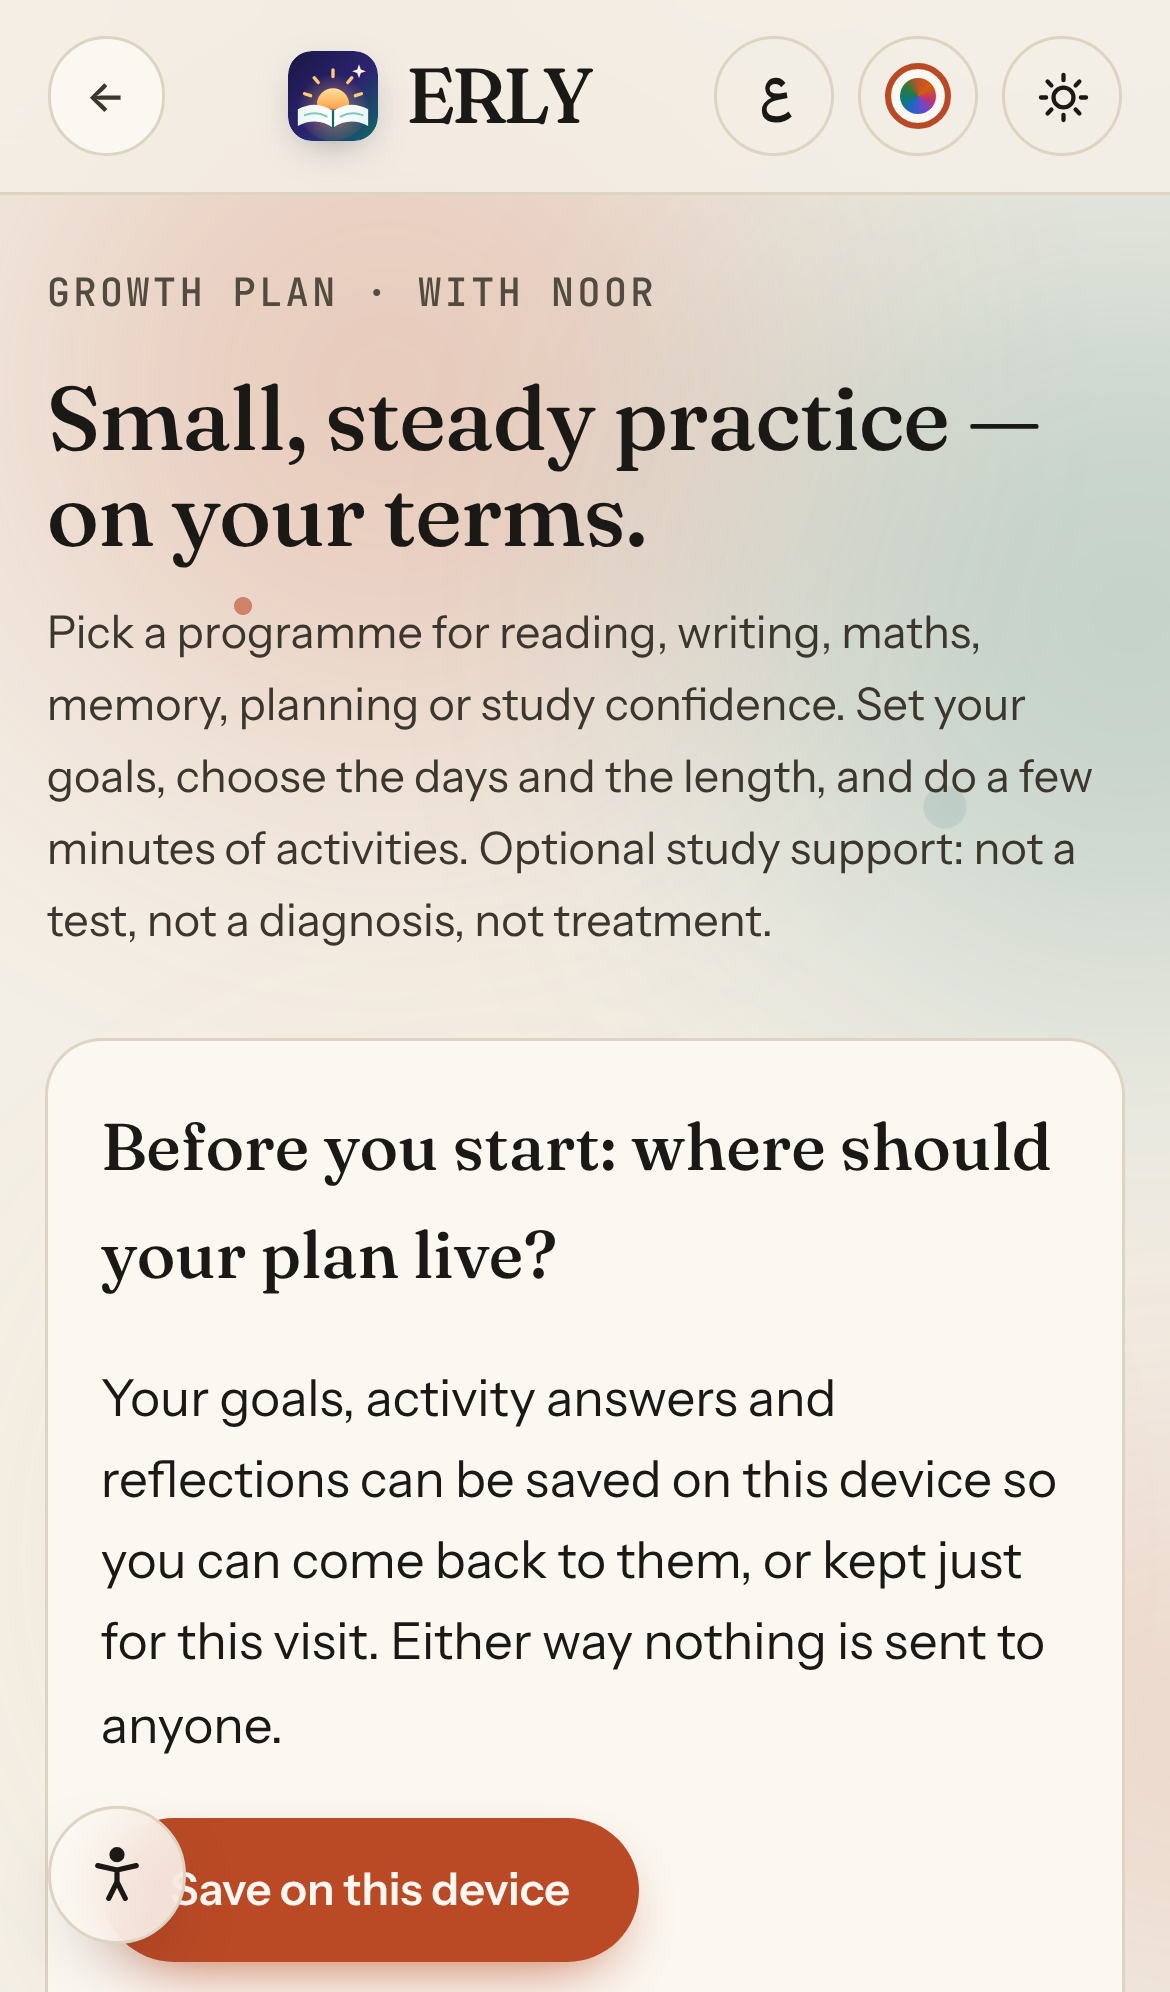 ERLY
ع
GROWTH PLAN · WITH NOOR
Small, steady practice —
on your terms.
Pick a programme for reading, writing, maths,
memory, planning or study confidence. Set your
goals, choose the days and the length, and do a few
minutes of activities. Optional study support: not a
test, not a diagnosis, not treatment.
Before you start: where should
your plan live?
Your goals, activity answers and
reflections can be saved on this device so
you can come back to them, or kept just
for this visit. Either way nothing is sent to
anyone.
Save on this device